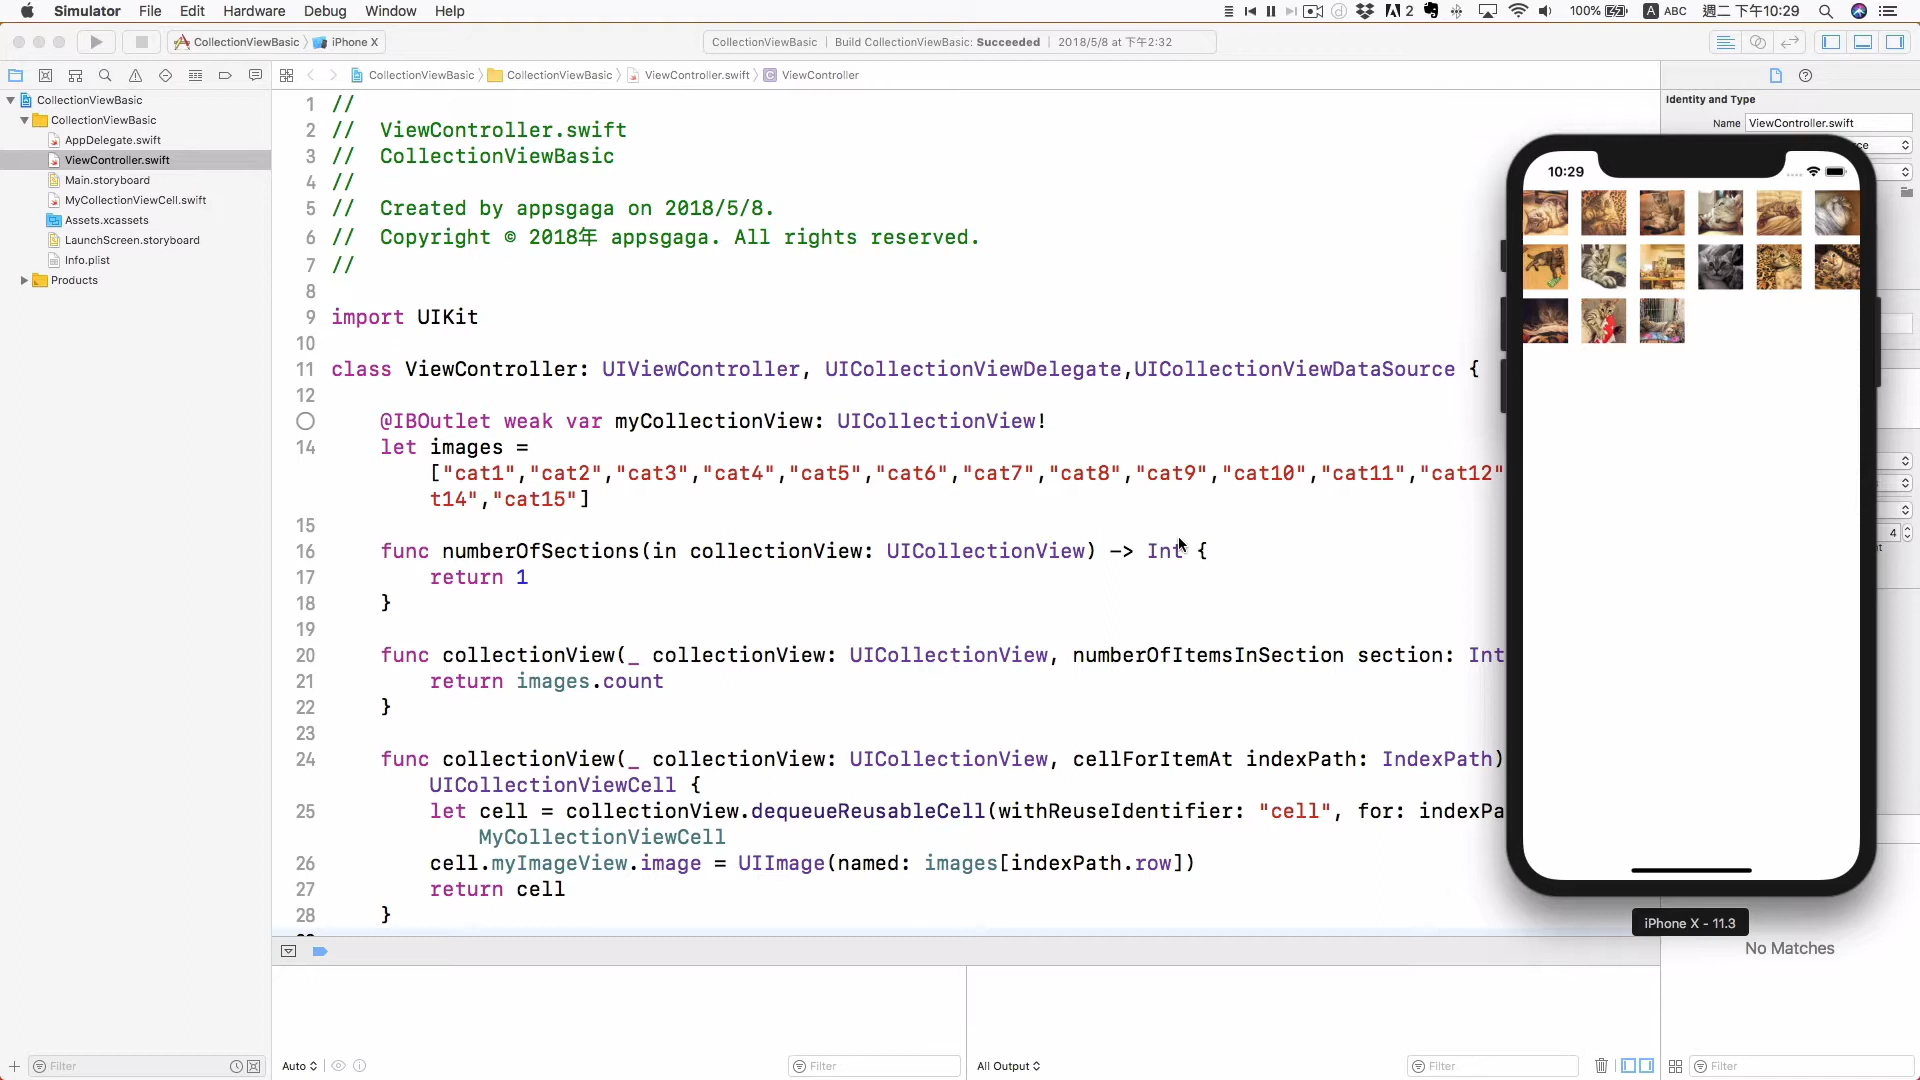 Simulator File Edit Hardware Debug Window Help 2 100% A ABC 週二 下午10:29
CollectionViewBasic iPhone X CollectionViewBasic | Build CollectionViewBasic: Succeeded | 2018/5/8 at 下午2:32
CollectionViewBasic CollectionViewBasic ViewController.swift C ViewController
CollectionViewBasic
CollectionViewBasic
AppDelegate.swift
ViewController.swift
Main.storyboard
MyCollectionViewCell.swift
Assets.xcassets
LaunchScreen.storyboard
Info.plist
Products
1 //
2 //  ViewController.swift
3 //  CollectionViewBasic
4 //
5 //  Created by appsgaga on 2018/5/8.
6 //  Copyright © 2018年 appsgaga. All rights reserved.
7 //
8
9 import UIKit
10
11 class ViewController: UIViewController, UICollectionViewDelegate,UICollectionViewDataSource {
12
@IBOutlet weak var myCollectionView: UICollectionView!
14 let images =
["cat1","cat2","cat3","cat4","cat5","cat6","cat7","cat8","cat9","cat10","cat11","cat12"
t14","cat15"]
15
16 func numberOfSections(in collectionView: UICollectionView) -> Int {
17 return 1
18 }
19
20 func collectionView(_ collectionView: UICollectionView, numberOfItemsInSection section: Int
21 return images.count
22 }
23
24 func collectionView(_ collectionView: UICollectionView, cellForItemAt indexPath: IndexPath)
UICollectionViewCell {
25 let cell = collectionView.dequeueReusableCell(withReuseIdentifier: "cell", for: indexPa
MyCollectionViewCell
26 cell.myImageView.image = UIImage(named: images[indexPath.row])
27 return cell
28 }
Identity and Type
Name ViewController.swift
10:29
4
iPhone X - 11.3
No Matches
Filter Auto Filter All Output Filter Filter